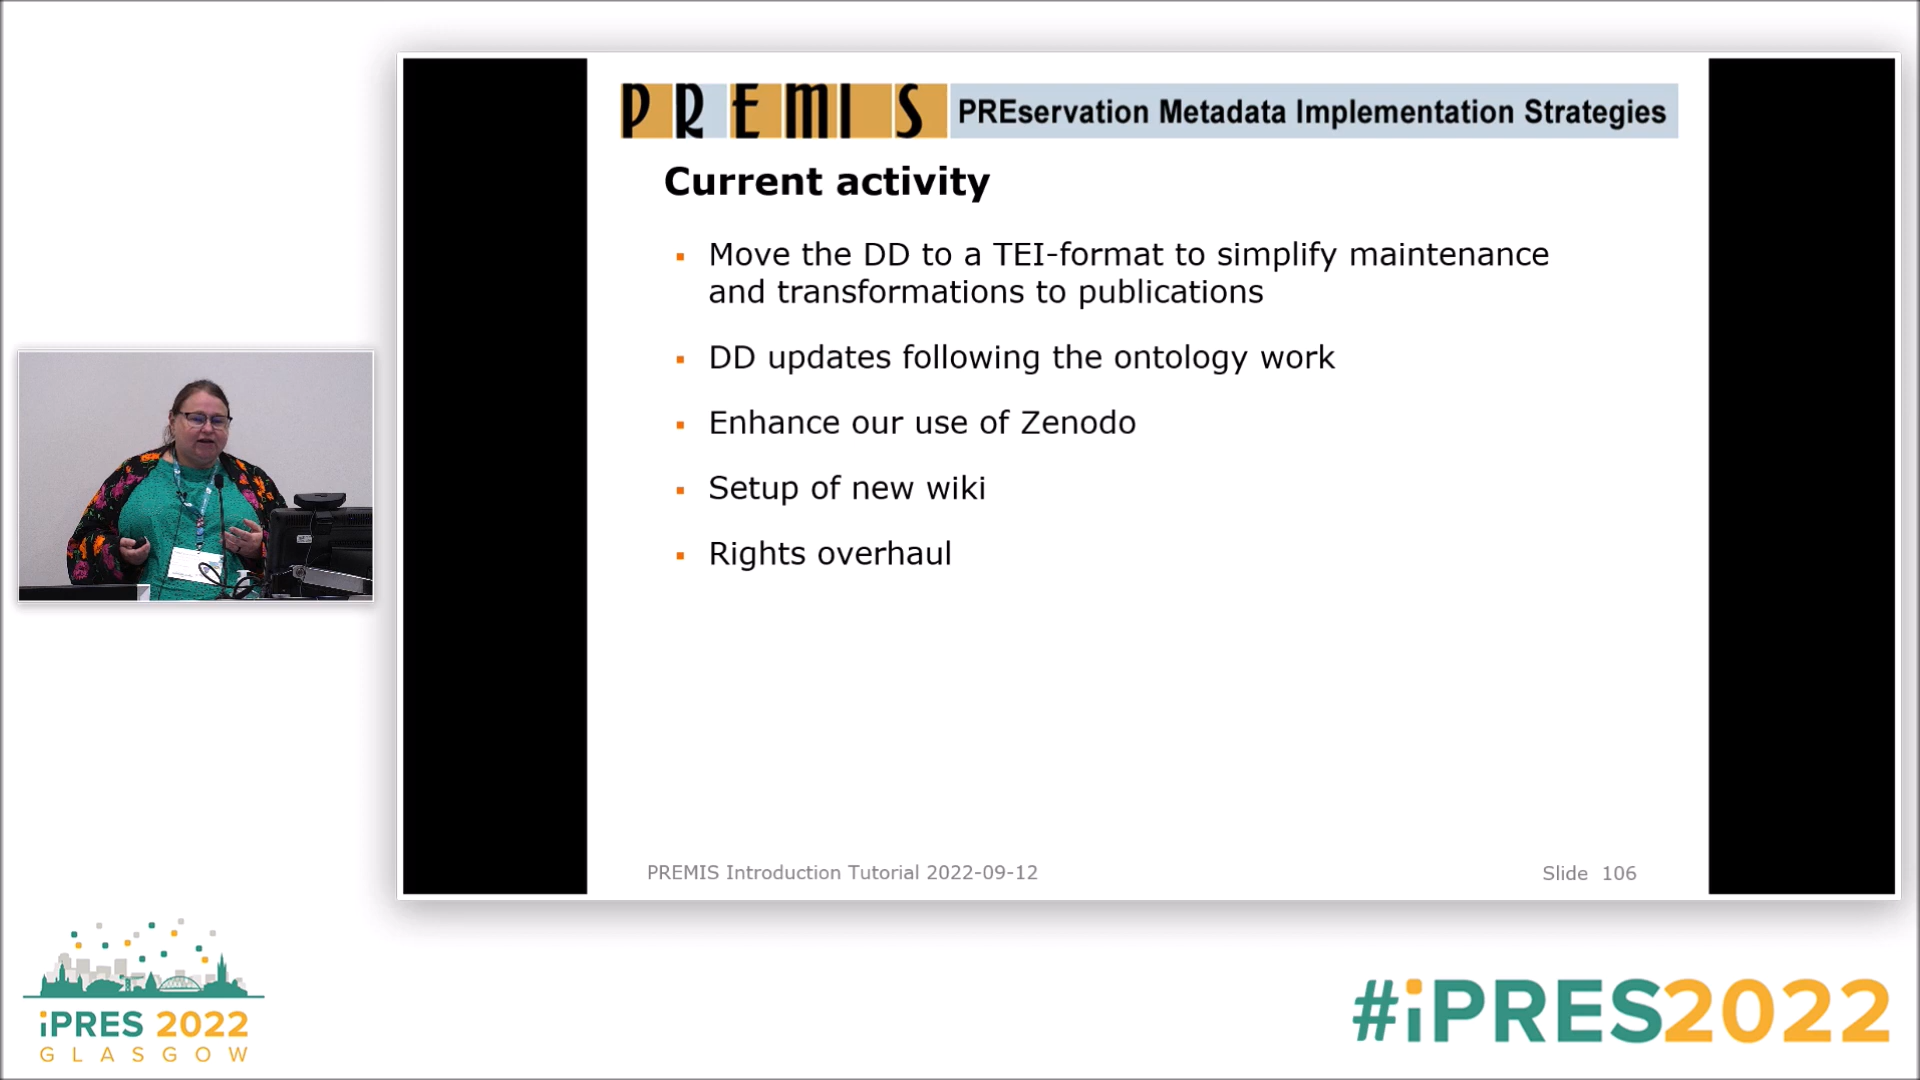 PREMIS PREservation Metadata Implementation Strategies
Current activity
▪ Move the DD to a TEI-format to simplify maintenance
and transformations to publications
▪ DD updates following the ontology work
▪ Enhance our use of Zenodo
▪ Setup of new wiki
▪ Rights overhaul
PREMIS Introduction Tutorial 2022-09-12 Slide 106
iPRES 2022
GLASGOW
#iPRES2022